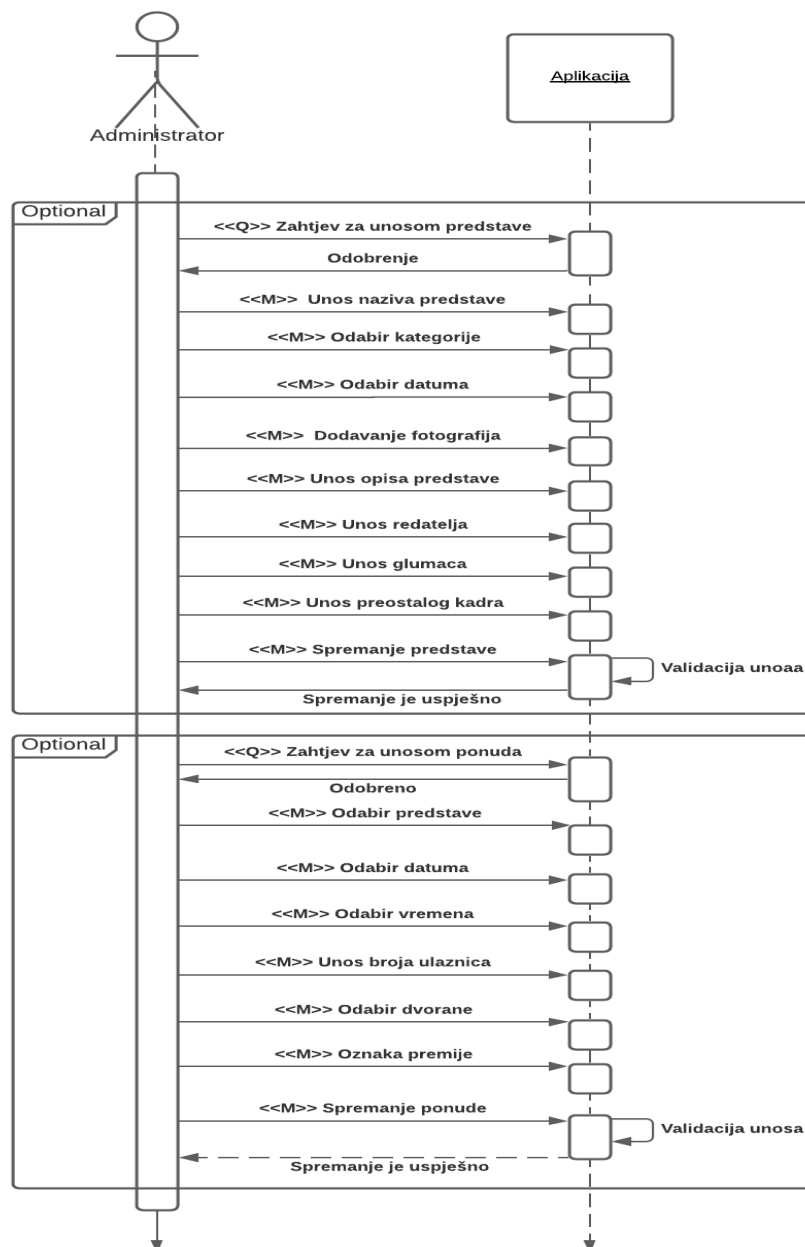 Aplikacija
Administrator
Optional
<<Q>> Zahtjev za unosom predstave
Odobrenje
<<M>> Unos naziva predstave
<<M>> Odabir kategorije
<<M>> Odabir datuma
<<M>> Dodavanje fotografija
<<M>> Unos opisa predstave
<<M>> Unos redatelja
<<M>> Unos glumaca
<<M>> Unos preostalog kadra
<<M>> Spremanje predstave
Validacija unoaa
Spremanje je uspješno
Optional
<<Q>> Zahtjev za unosom ponuda
Odobreno
<<M>> Odabir predstave
<<M>> Odabir datuma
<<M>> Odabir vremena
<<M>> Unos broja ulaznica
<<M>> Odabir dvorane
<<M>> Oznaka premije
<<M>> Spremanje ponude
Validacija unosa
Spremanje je uspješno